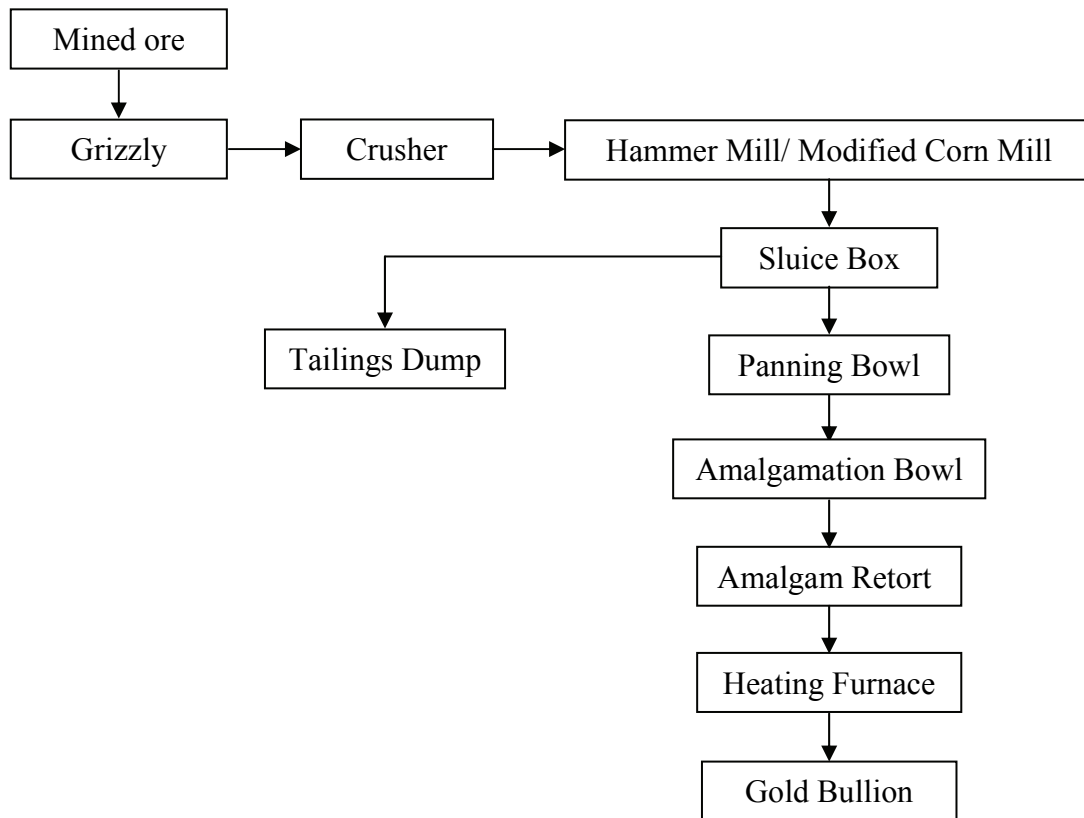 Mined ore
Grizzly
Crusher
Hammer Mill/ Modified Corn Mill
Sluice Box
Tailings Dump
Panning Bowl
Amalgamation Bowl
Amalgam Retort
Heating Furnace
Gold Bullion